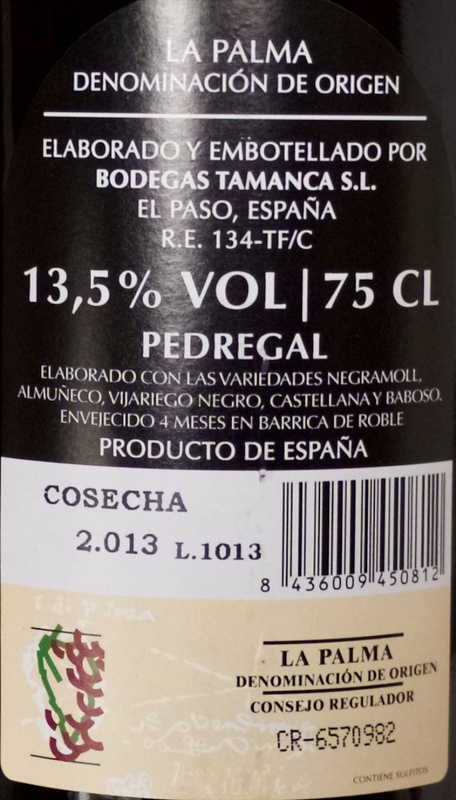 LA PALMA
DENOMINACIÓN DE ORIGEN
ELABORADO Y EMBOTELLADO POR
BODEGAS TAMANCA S.L.
EL PASO, ESPAÑA
R.E. 134-TF/C
13,5% VOL | 75 CL
PEDREGAL
ELABORADO CON LAS VARIEDADES NEGRAMOLL,
ALMUÑECO, VIJARIEGO NEGRO, CASTELLANA Y BABOSO.
ENVEJECIDO 4 MESES EN BARRICA DE ROBLE
PRODUCTO DE ESPAÑA
COSECHA
2.013 L.1013
8 436009 450812
LA PALMA
DENOMINACIÓN DE ORIGEN
CONSEJO REGULADOR
CR-6570982
CONTIENE SULFITOS